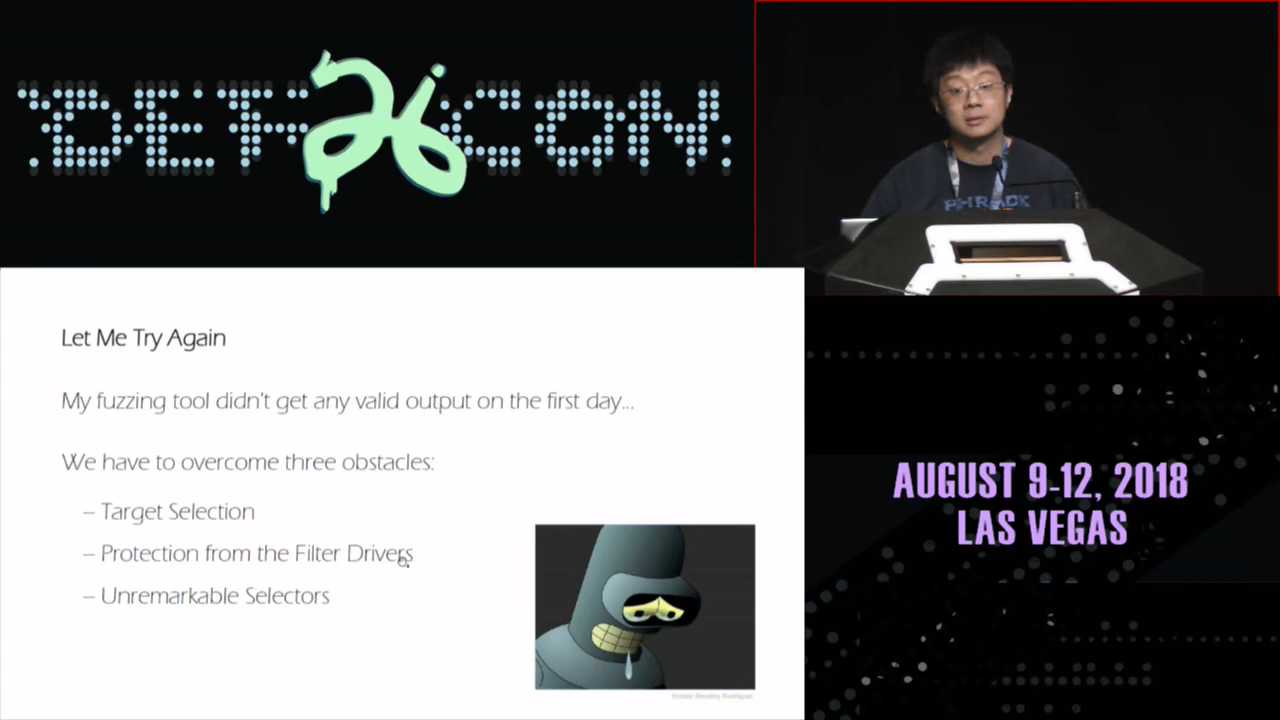 DEF 26 CON
PHRACK
Let Me Try Again
My fuzzing tool didn't get any valid output on the first day...
We have to overcome three obstacles:
– Target Selection
– Protection from the Filter Drivers
– Unremarkable Selectors
AUGUST 9-12, 2018
LAS VEGAS